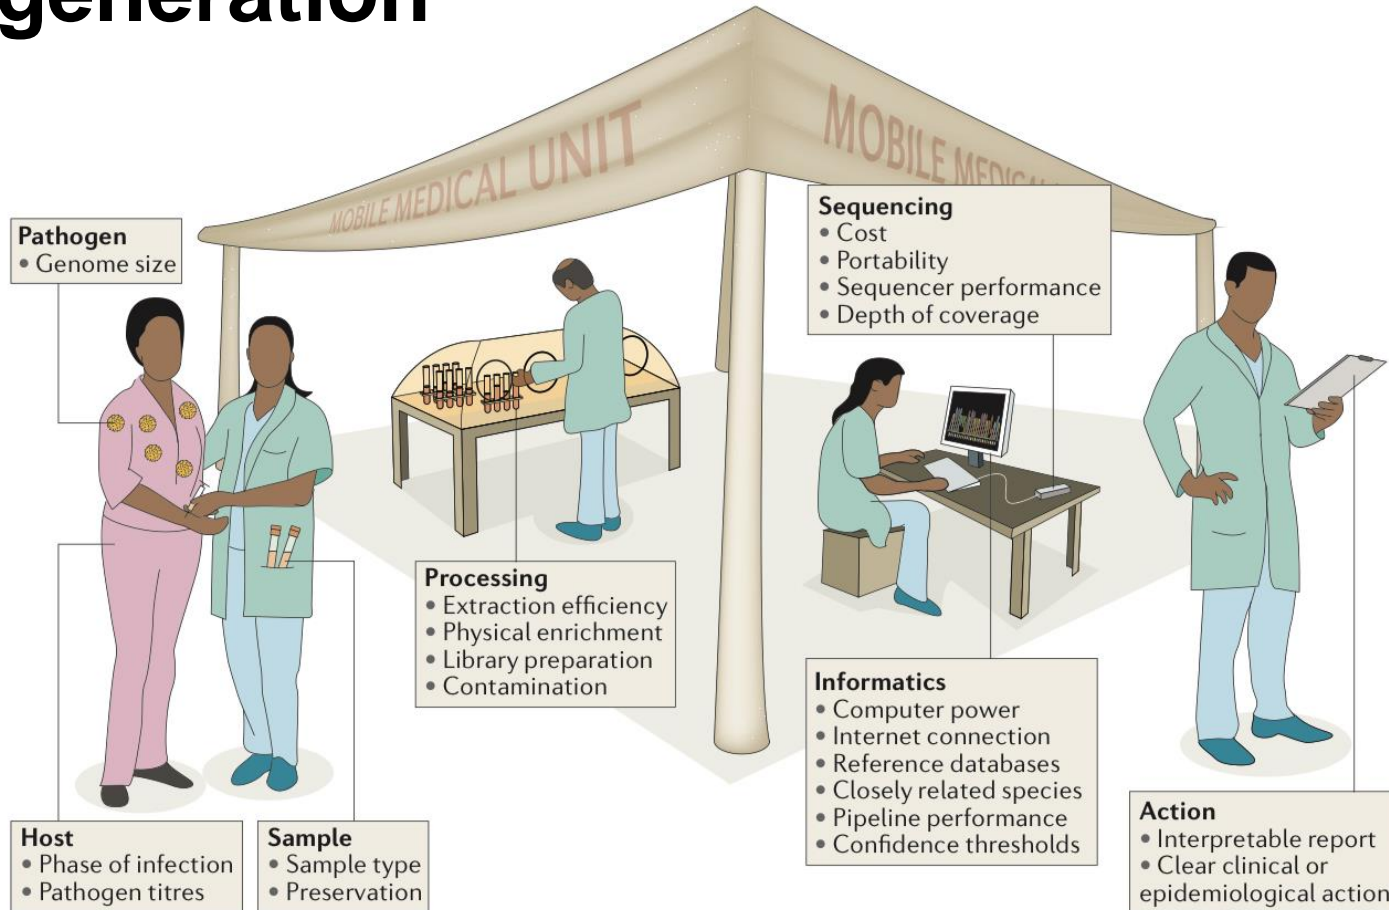 generation
MOBILE MEDICAL UNIT
MOBILE MEDICAL
Pathogen
• Genome size
Sequencing
• Cost
• Portability
• Sequencer performance
• Depth of coverage
Processing
• Extraction efficiency
• Physical enrichment
• Library preparation
• Contamination
Informatics
• Computer power
• Internet connection
• Reference databases
• Closely related species
• Pipeline performance
• Confidence thresholds
Host
• Phase of infection
• Pathogen titres
Sample
• Sample type
• Preservation
Action
• Interpretable report
• Clear clinical or
epidemiological action